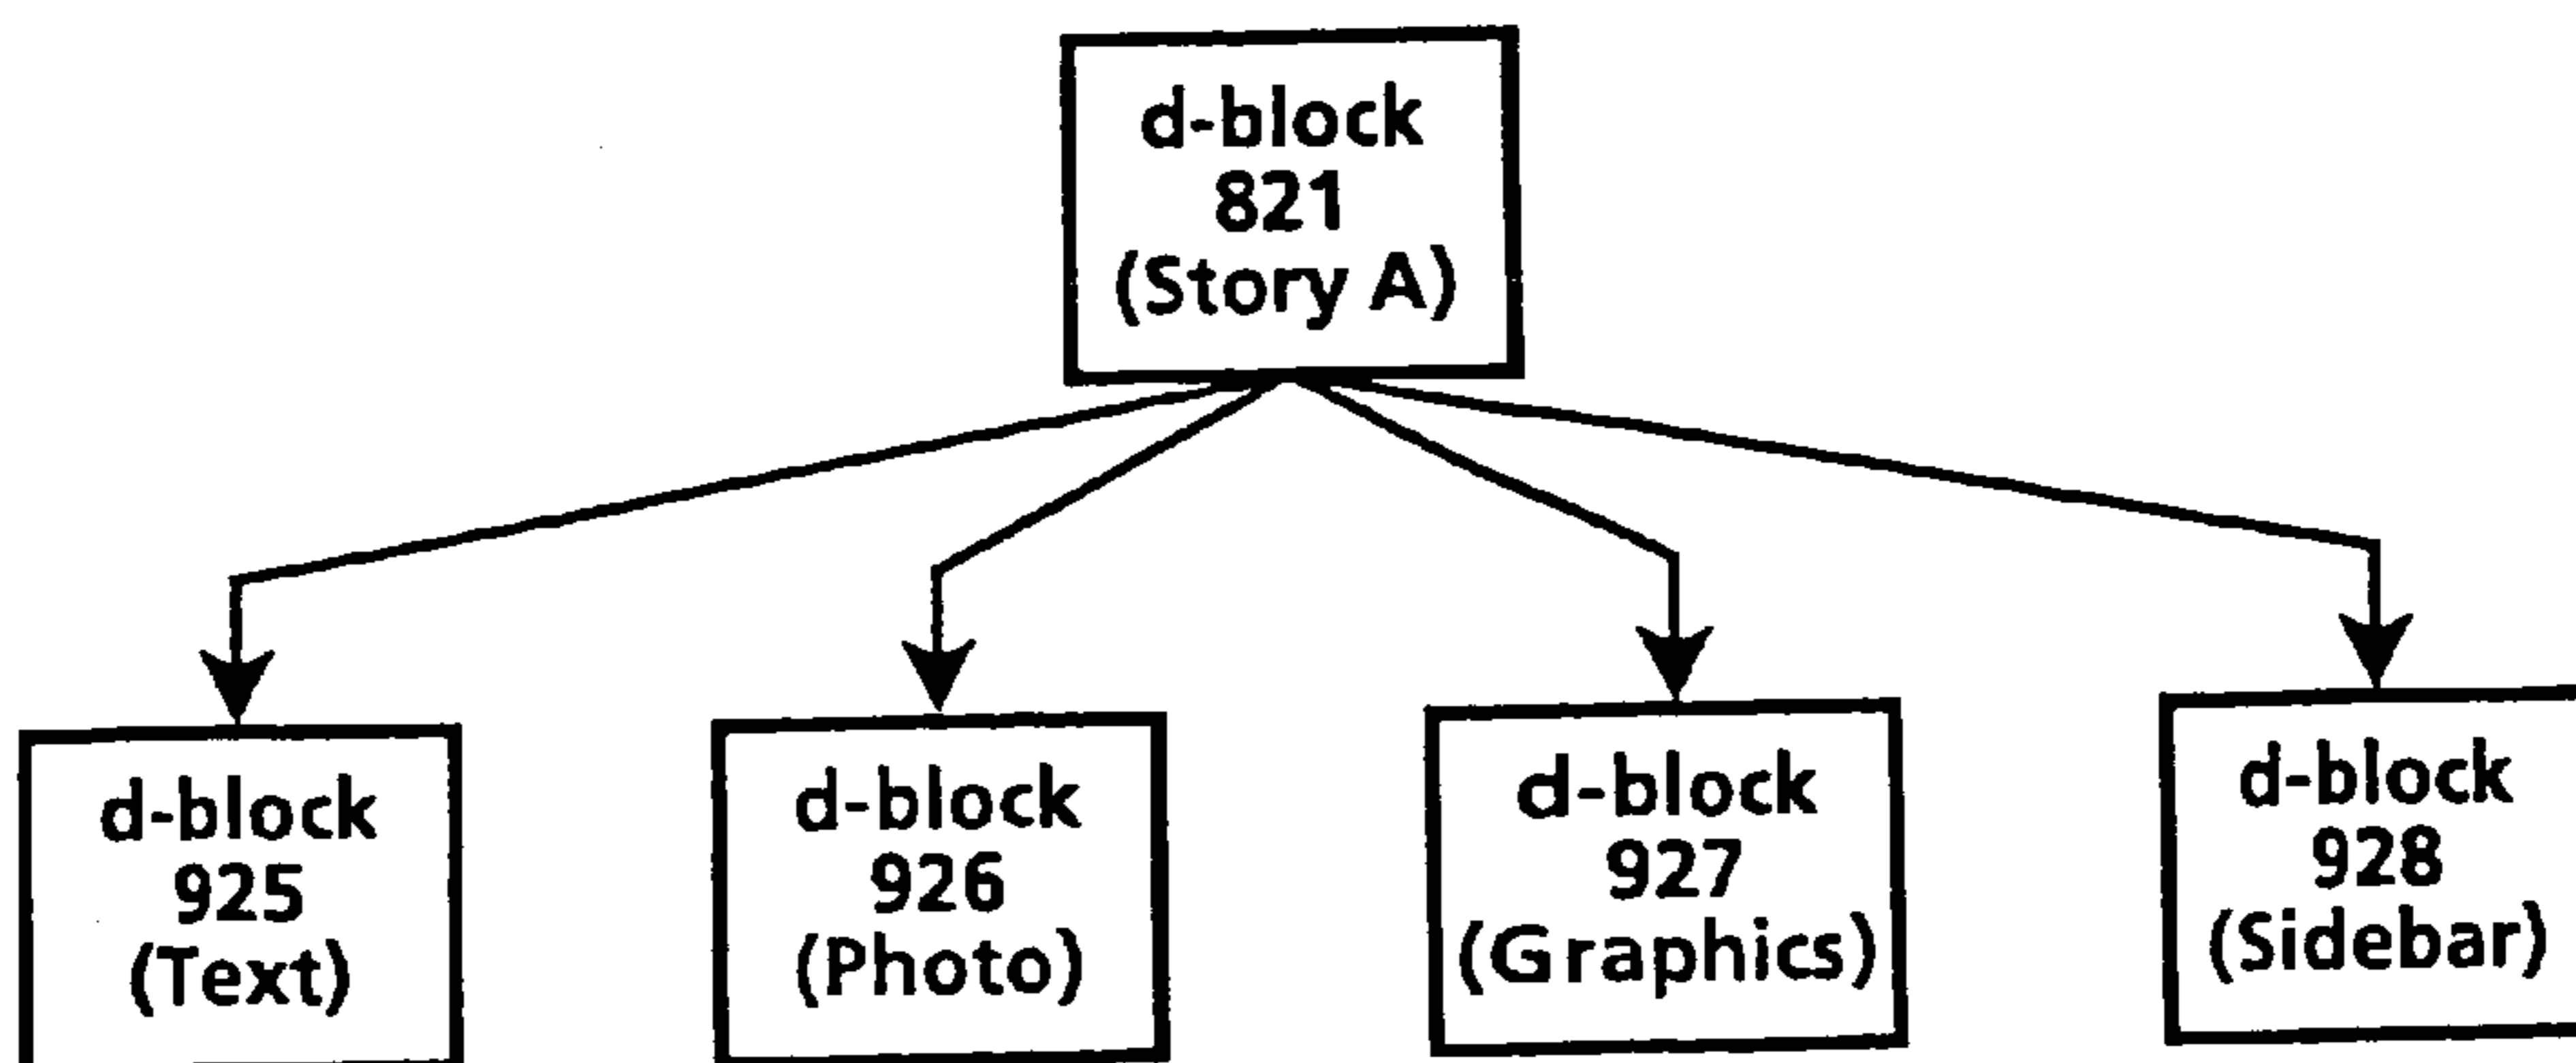 d-block
821
(Story A)
d-block
925
(Text)
d-block
926
(Photo)
d-block
927
(Graphics)
d-block
928
(Sidebar)